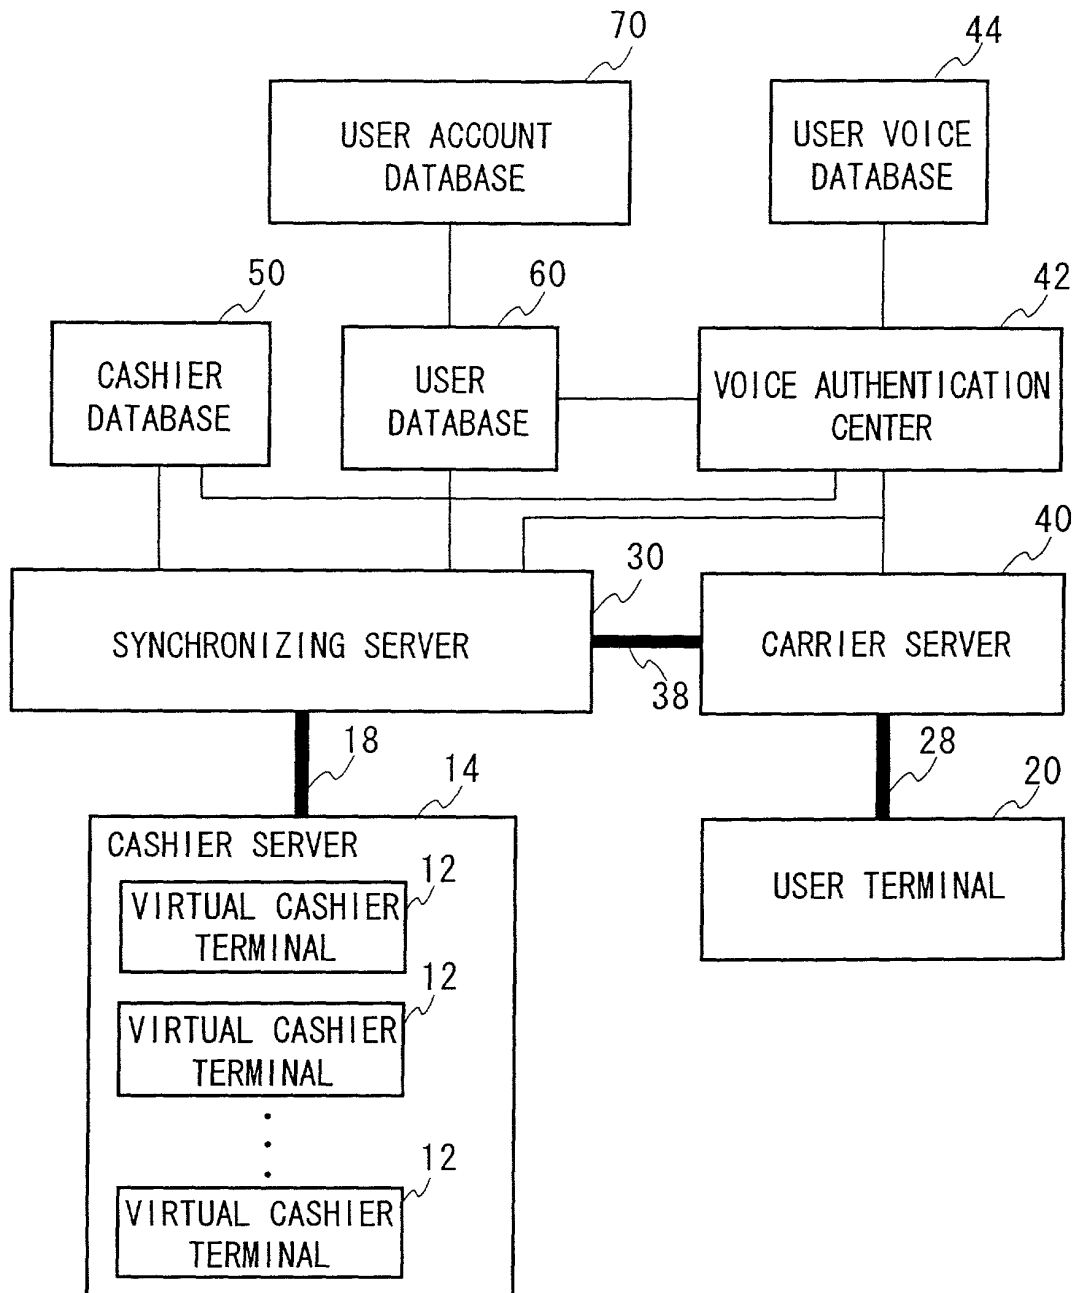 70
44
USER ACCOUNT
DATABASE
USER VOICE
DATABASE
50
60
42
CASHIER
DATABASE
USER
DATABASE
VOICE AUTHENTICATION
CENTER
30
40
SYNCHRONIZING SERVER
CARRIER SERVER
38
18
14
28
20
CASHIER SERVER
USER TERMINAL
12
VIRTUAL CASHIER
TERMINAL
12
VIRTUAL CASHIER
TERMINAL
12
VIRTUAL CASHIER
TERMINAL